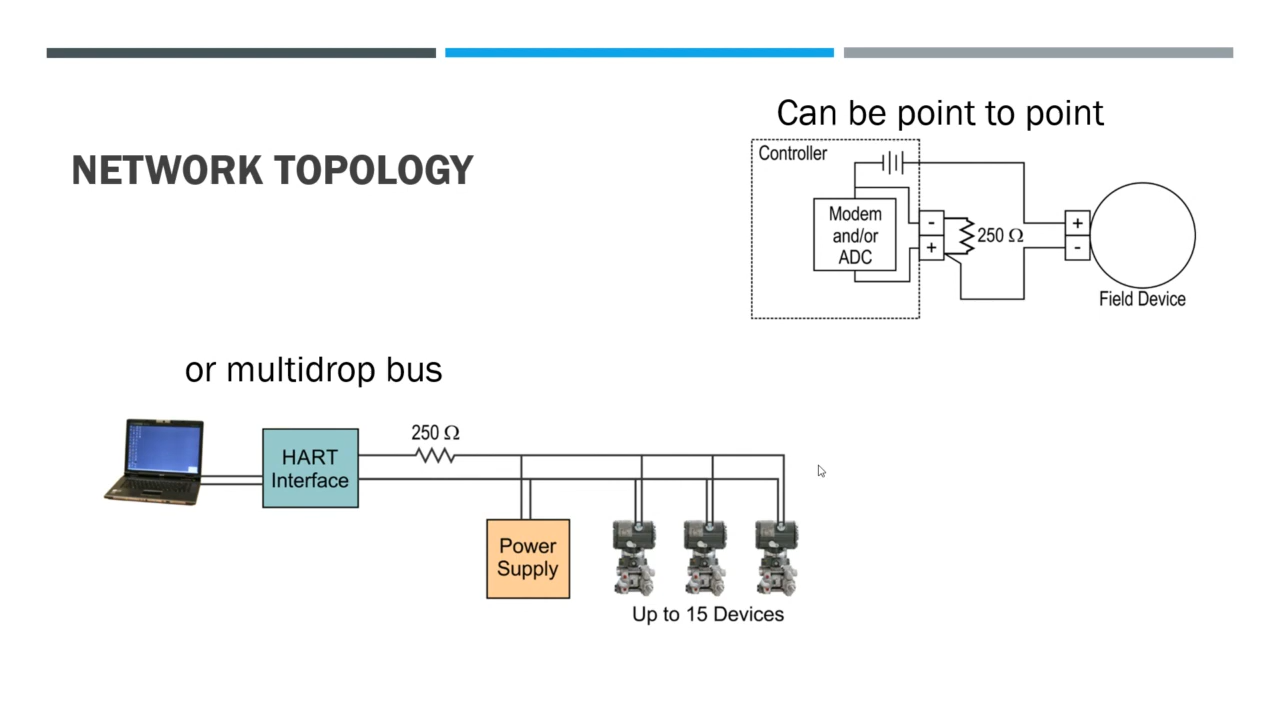 Can be point to point
NETWORK TOPOLOGY
Controller
Modem
and/or
ADC
-
+
250 Ω
+
-
Field Device
or multidrop bus
250 Ω
HART
Interface
Power
Supply
Up to 15 Devices